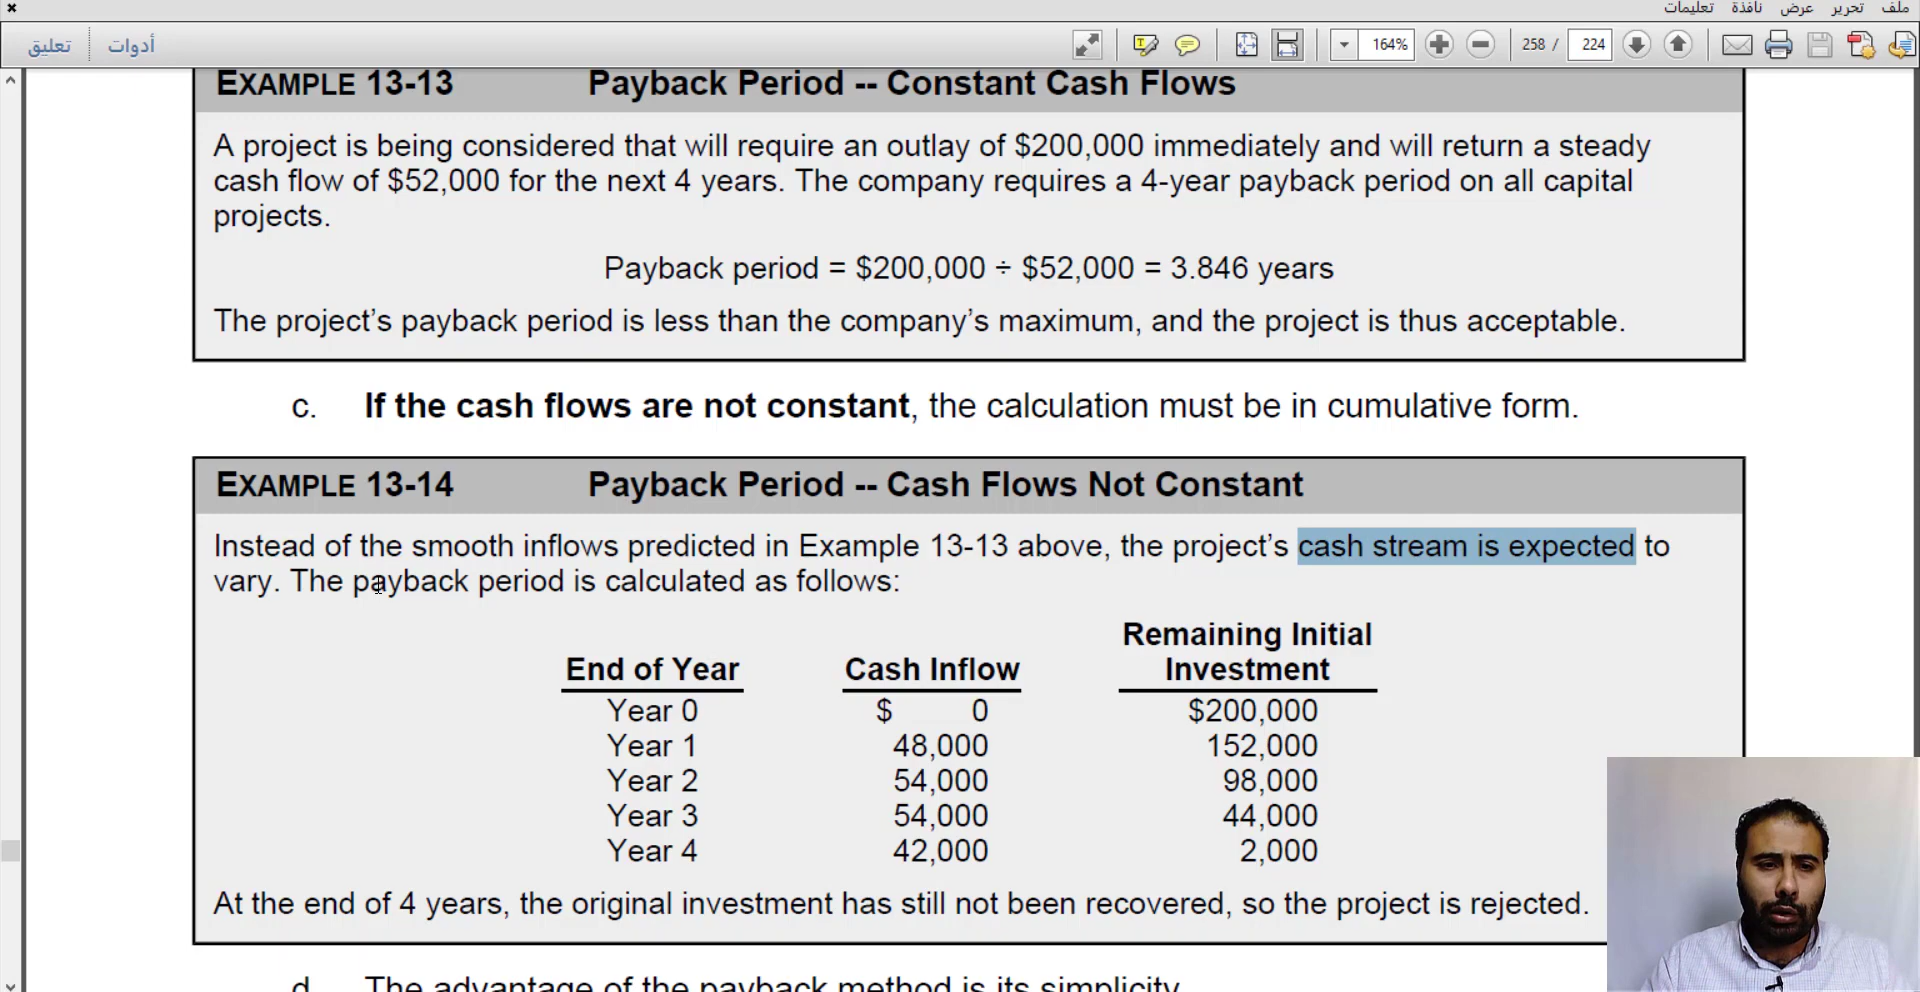 ملف تحرير عرض نافذة تعليمات
تعليق أدوات 164% 258 / 224
EXAMPLE 13-13 Payback Period -- Constant Cash Flows
A project is being considered that will require an outlay of $200,000 immediately and will return a steady
cash flow of $52,000 for the next 4 years. The company requires a 4-year payback period on all capital
projects.
Payback period = $200,000 ÷ $52,000 = 3.846 years
The project's payback period is less than the company's maximum, and the project is thus acceptable.
c. If the cash flows are not constant, the calculation must be in cumulative form.
EXAMPLE 13-14 Payback Period -- Cash Flows Not Constant
Instead of the smooth inflows predicted in Example 13-13 above, the project's cash stream is expected to
vary. The payback period is calculated as follows:
Remaining Initial
End of Year Cash Inflow Investment
Year 0 $ 0 $200,000
Year 1 48,000 152,000
Year 2 54,000 98,000
Year 3 54,000 44,000
Year 4 42,000 2,000
At the end of 4 years, the original investment has still not been recovered, so the project is rejected.
d. The advantage of the payback method is its simplicity.